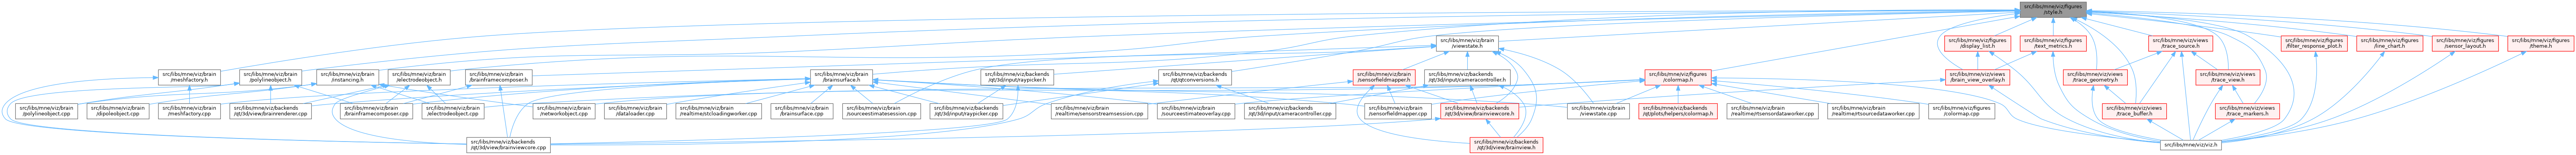 src/libs/mne/viz/figures
/style.h
src/libs/mne/viz/brain
/viewstate.h
src/libs/mne/viz/figures
/display_list.h
src/libs/mne/viz/figures
/text_metrics.h
src/libs/mne/viz/views
/trace_source.h
src/libs/mne/viz/figures
/filter_response_plot.h
src/libs/mne/viz/figures
/line_chart.h
src/libs/mne/viz/figures
/sensor_layout.h
src/libs/mne/viz/figures
/theme.h
src/libs/mne/viz/brain
/meshfactory.h
src/libs/mne/viz/brain
/polylineobject.h
src/libs/mne/viz/brain
/instancing.h
src/libs/mne/viz/brain
/electrodeobject.h
src/libs/mne/viz/brain
/brainframecomposer.h
src/libs/mne/viz/brain
/brainsurface.h
src/libs/mne/viz/backends
/qt/3d/input/raypicker.h
src/libs/mne/viz/backends
/qt/qtconversions.h
src/libs/mne/viz/brain
/sensorfieldmapper.h
src/libs/mne/viz/backends
/qt/3d/input/cameracontroller.h
src/libs/mne/viz/figures
/colormap.h
src/libs/mne/viz/views
/brain_view_overlay.h
src/libs/mne/viz/views
/trace_geometry.h
src/libs/mne/viz/views
/trace_view.h
src/libs/mne/viz/brain
/polylineobject.cpp
src/libs/mne/viz/brain
/dipoleobject.cpp
src/libs/mne/viz/brain
/meshfactory.cpp
src/libs/mne/viz/backends
/qt/3d/view/brainrenderer.cpp
src/libs/mne/viz/brain
/brainframecomposer.cpp
src/libs/mne/viz/brain
/electrodeobject.cpp
src/libs/mne/viz/brain
/networkobject.cpp
src/libs/mne/viz/brain
/dataloader.cpp
src/libs/mne/viz/brain
/realtime/stcloadingworker.cpp
src/libs/mne/viz/brain
/brainsurface.cpp
src/libs/mne/viz/brain
/sourceestimatesession.cpp
src/libs/mne/viz/backends
/qt/3d/input/raypicker.cpp
src/libs/mne/viz/brain
/realtime/sensorstreamsession.cpp
src/libs/mne/viz/brain
/sourceestimateoverlay.cpp
src/libs/mne/viz/backends
/qt/3d/input/cameracontroller.cpp
src/libs/mne/viz/brain
/sensorfieldmapper.cpp
src/libs/mne/viz/backends
/qt/3d/view/brainviewcore.h
src/libs/mne/viz/brain
/viewstate.cpp
src/libs/mne/viz/backends
/qt/plots/helpers/colormap.h
src/libs/mne/viz/brain
/realtime/rtsensordataworker.cpp
src/libs/mne/viz/brain
/realtime/rtsourcedataworker.cpp
src/libs/mne/viz/figures
/colormap.cpp
src/libs/mne/viz/views
/trace_buffer.h
src/libs/mne/viz/views
/trace_markers.h
src/libs/mne/viz/backends
/qt/3d/view/brainviewcore.cpp
src/libs/mne/viz/backends
/qt/3d/view/brainview.h
src/libs/mne/viz/viz.h